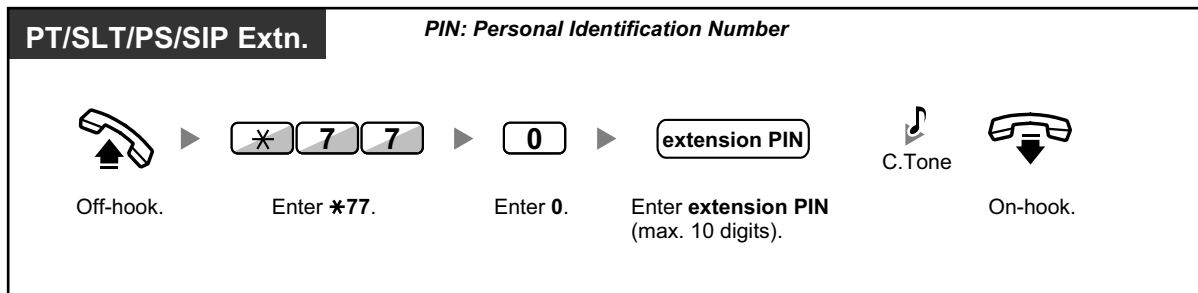 PT/SLT/PS/SIP Extn.
PIN: Personal Identification Number
* 7 7
0
extension PIN
C.Tone
Off-hook.
Enter *77.
Enter 0.
Enter extension PIN
(max. 10 digits).
On-hook.